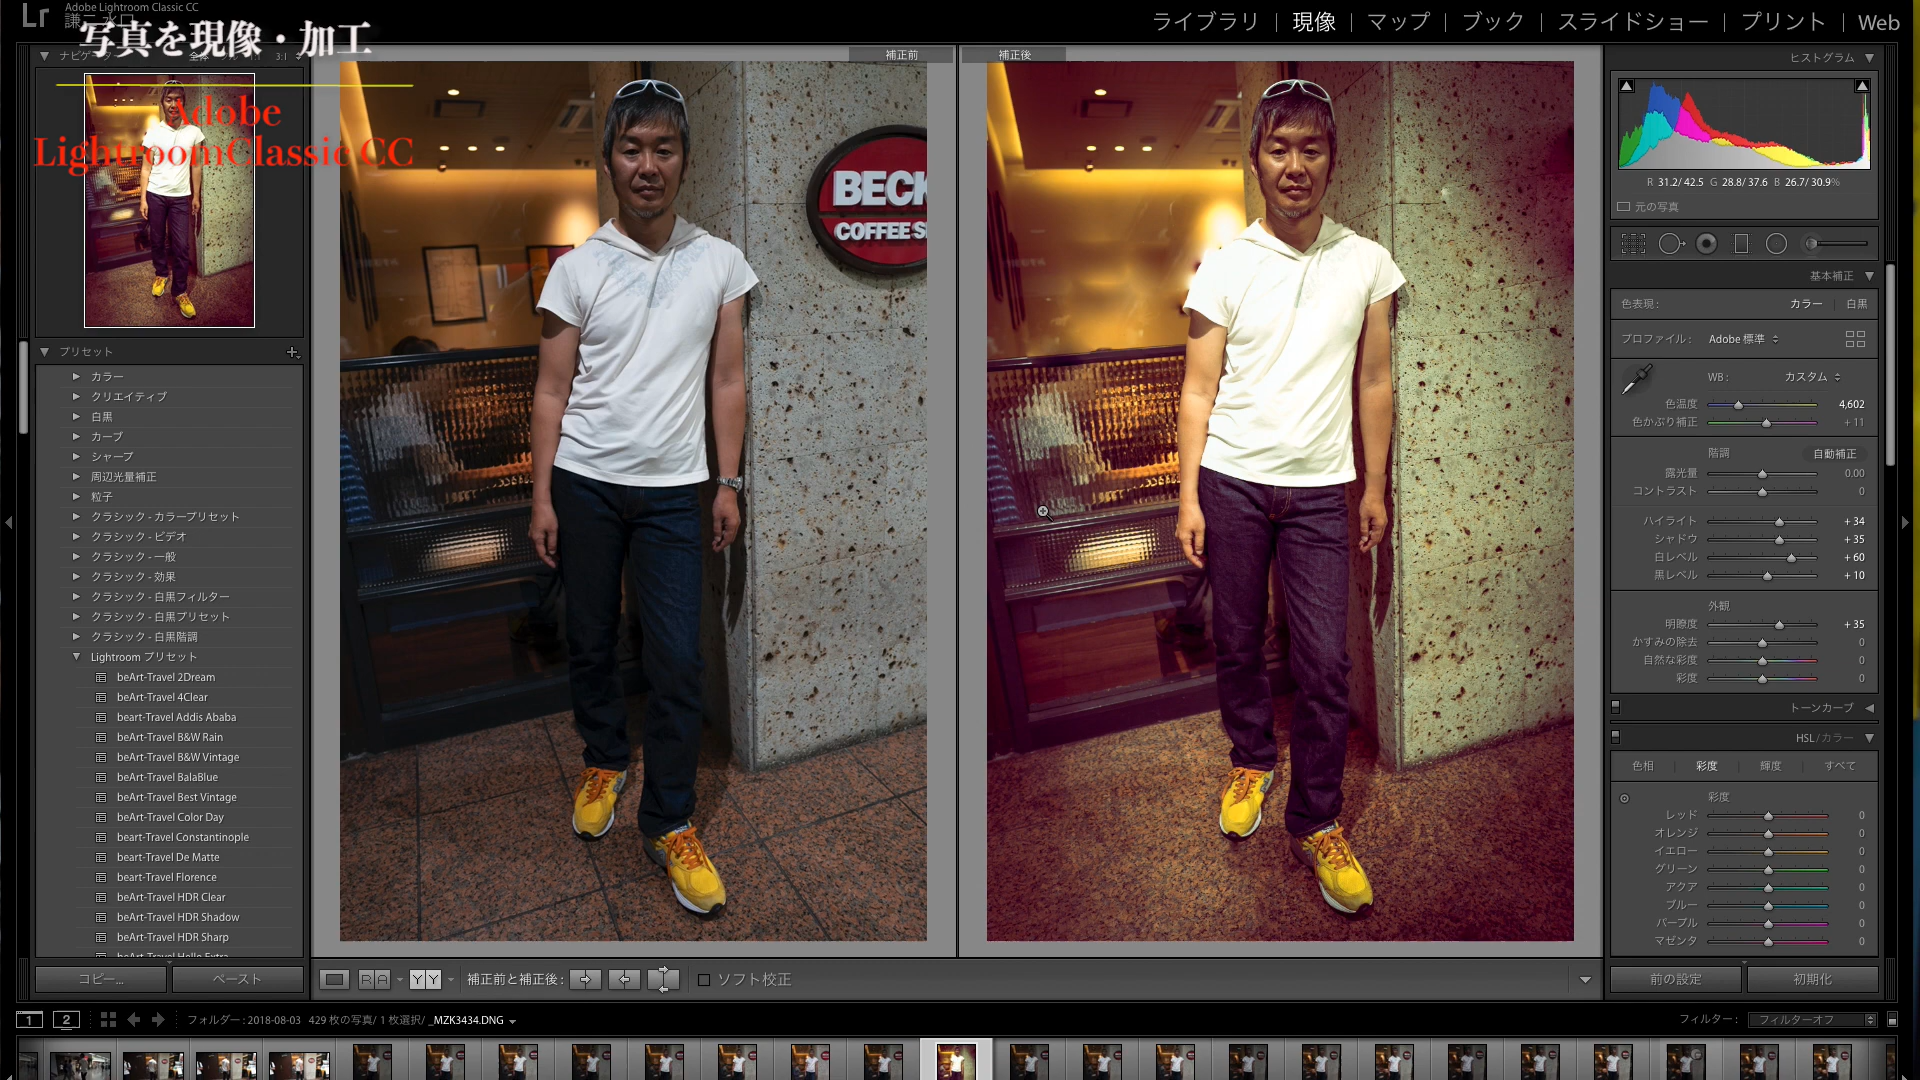 Adobe Lightroom Classic CC
写真を現像・加工
Adobe
LightroomClassic CC
ライブラリ | 現像 | マップ | ブック | スライドショー | プリント | Web
3:1
補正前
補正後
BECK
COFFEE S
プリセット
カラー
クリエイティブ
白黒
カーブ
シャープ
周辺光量補正
粒子
クラシック - カラープリセット
クラシック - ビデオ
クラシック - 一般
クラシック - 効果
クラシック - 白黒フィルター
クラシック - 白黒プリセット
クラシック - 白黒階調
Lightroom プリセット
beArt-Travel 2Dream
beArt-Travel 4Clear
beart-Travel Addis Ababa
beArt-Travel B&W Rain
beArt-Travel B&W Vintage
beArt-Travel BalaBlue
beArt-Travel Best Vintage
beArt-Travel Color Day
beart-Travel Constantinople
beart-Travel De Matte
beart-Travel Florence
beArt-Travel HDR Clear
beArt-Travel HDR Shadow
beArt-Travel HDR Sharp
コピー...
ペースト
ヒストグラム
R 31.2/ 42.5 G 28.8/ 37.6 B 26.7/ 30.9%
元の写真
基本補正
色表現 : カラー | 白黒
プロファイル : Adobe 標準
WB : カスタム
色温度 4,602
色かぶり補正 + 11
階調 自動補正
露光量 0.00
コントラスト 0
ハイライト + 34
シャドウ + 35
白レベル + 60
黒レベル + 10
外観
明瞭度 + 35
かすみの除去 0
自然な彩度 0
彩度 0
トーンカーブ
HSL / カラー
色相 | 彩度 | 輝度 | すべて
彩度
レッド 0
オレンジ 0
イエロー 0
グリーン 0
アクア 0
ブルー 0
パープル 0
マゼンタ 0
前の設定
初期化
R A
Y Y
補正前と補正後 :
ソフト校正
1 2
フォルダー : 2018-08-03 429 枚の写真/ 1 枚選択/ _MZK3434.DNG
フィルター : フィルターオフ